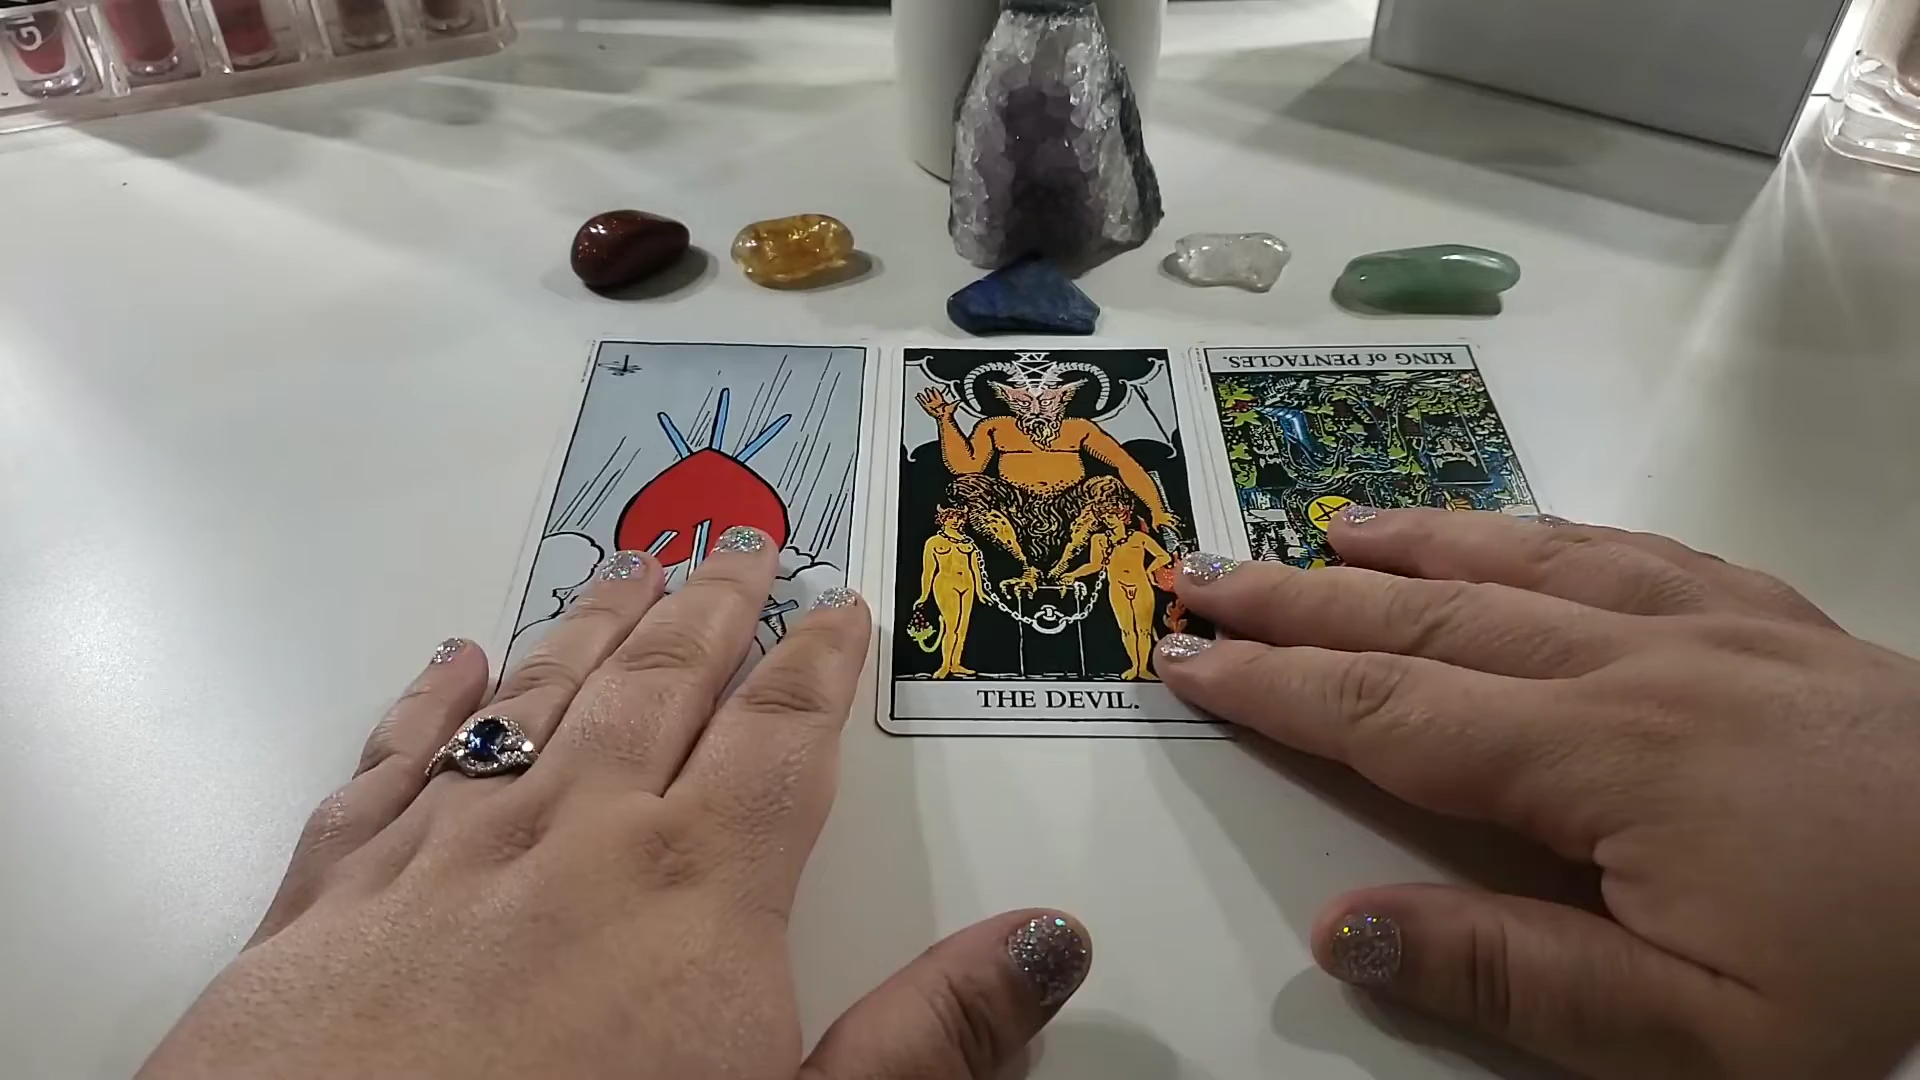 XV
KING of PENTACLES.
THE DEVIL.